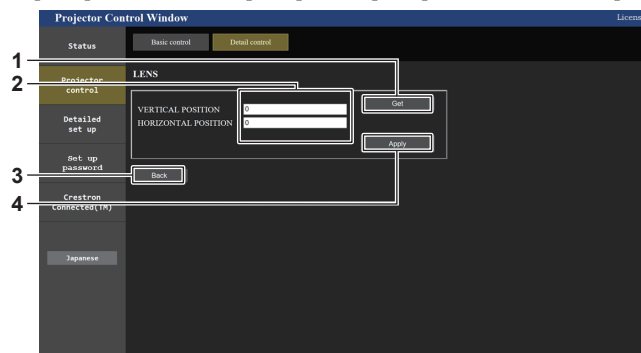 Projector Control Window
Licens
Status
Basic control
Detail control
1
2
LENS
Projector
control
VERTICAL POSITION
0
Get
HORIZONTAL POSITION
0
Detailed
set up
Apply
Set up
password
3
Back
4
Crestron
Connected(TM)
Japanese